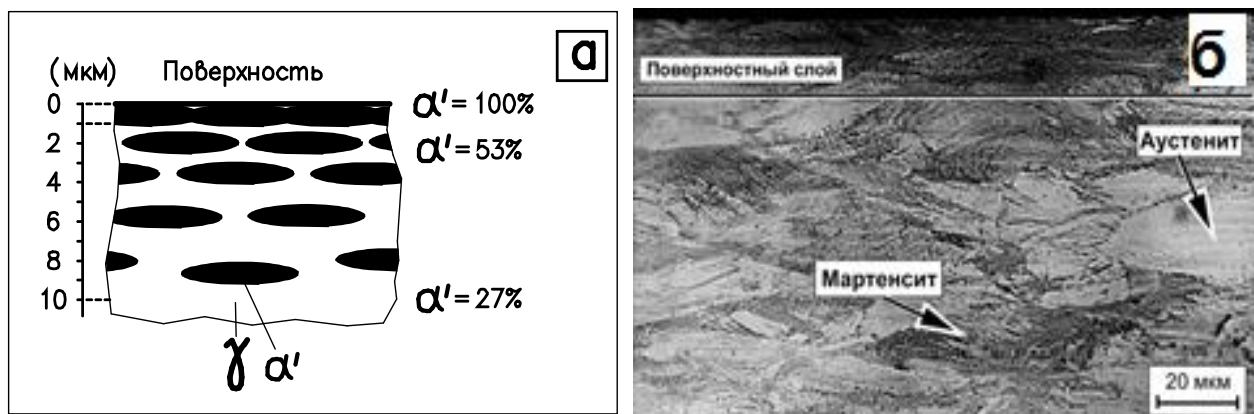 а
(мкм) Поверхность
0
2
4
6
8
10
α' = 100%
α' = 53%
α' = 27%
γ α'
б
Поверхностный слой
Аустенит
Мартенсит
20 мкм